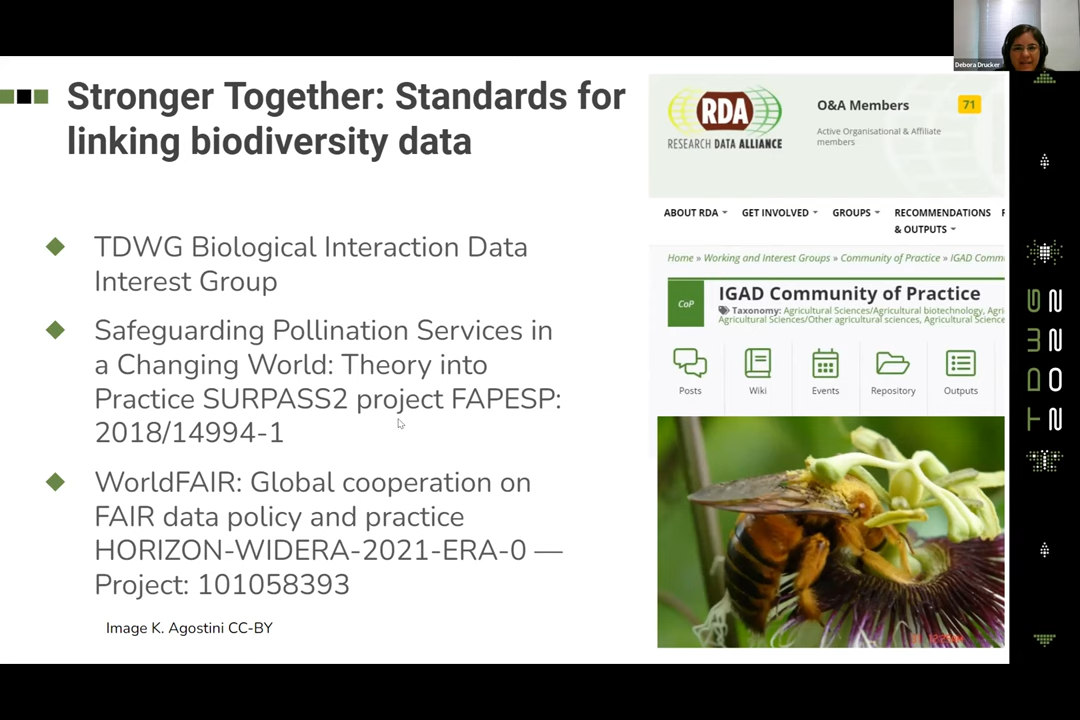 Debora Drucker
Stronger Together: Standards for
linking biodiversity data
TDWG Biological Interaction Data
Interest Group
Safeguarding Pollination Services in
a Changing World: Theory into
Practice SURPASS2 project FAPESP:
2018/14994-1
WorldFAIR: Global cooperation on
FAIR data policy and practice
HORIZON-WIDERA-2021-ERA-0 —
Project: 101058393
Image K. Agostini CC-BY
RDA
RESEARCH DATA ALLIANCE
O&A Members
71
Active Organisational & Affiliate
members
ABOUT RDA GET INVOLVED GROUPS RECOMMENDATIONS
& OUTPUTS
Home » Working and Interest Groups » Community of Practice » IGAD Comm
CoP
IGAD Community of Practice
Taxonomy: Agricultural Sciences/Agricultural biotechnology, Agri
Agricultural Sciences/Other agricultural sciences, Agricultural Science
Posts Wiki Events Repository Outputs
TDWG
2022